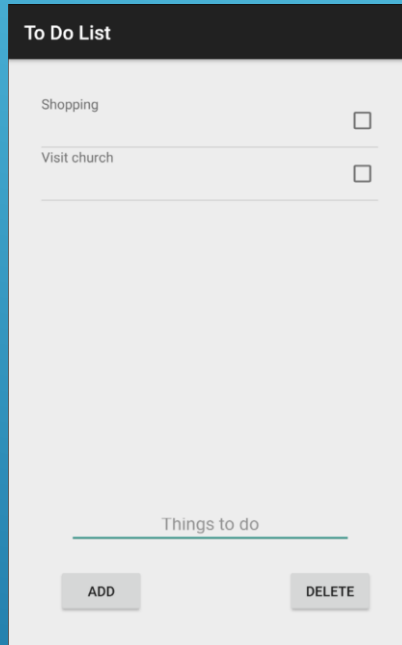 To Do List
Shopping
Visit church
Things to do
ADD DELETE